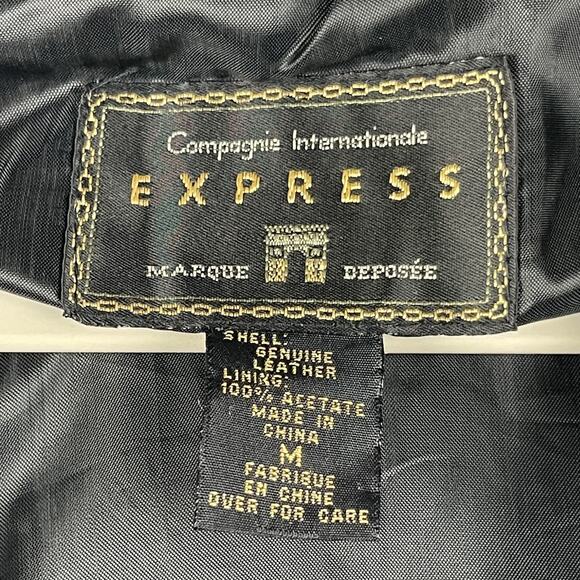 Compagnie Internationale
EXPRESS
MARQUE DEPOSÉE
SHELL:
GENUINE
LEATHER
LINING:
100% ACETATE
MADE IN
CHINA
M
FABRIQUE
EN CHINE
OVER FOR CARE